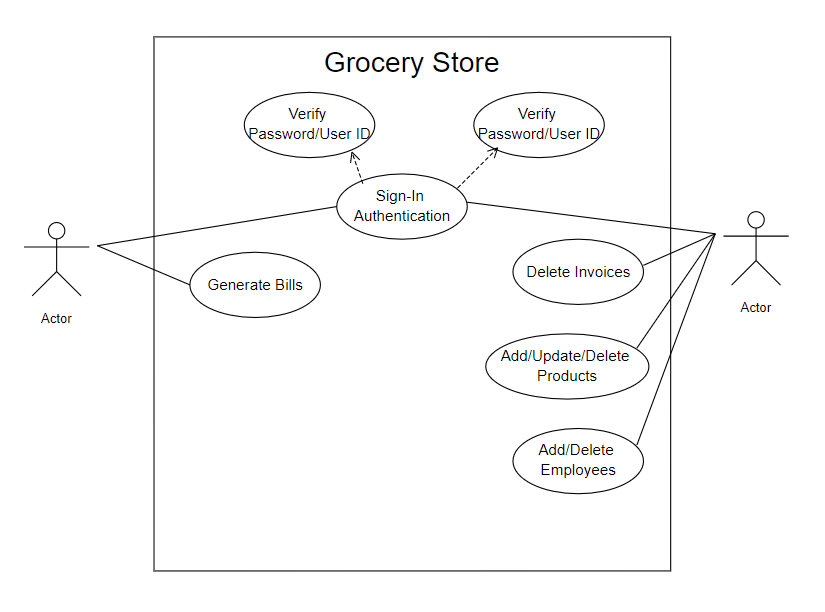 Grocery Store
Verify
Password/User ID
Verify
Password/User ID
Sign-In
Authentication
Generate Bills
Delete Invoices
Actor
Actor
Add/Update/Delete
Products
Add/Delete
Employees